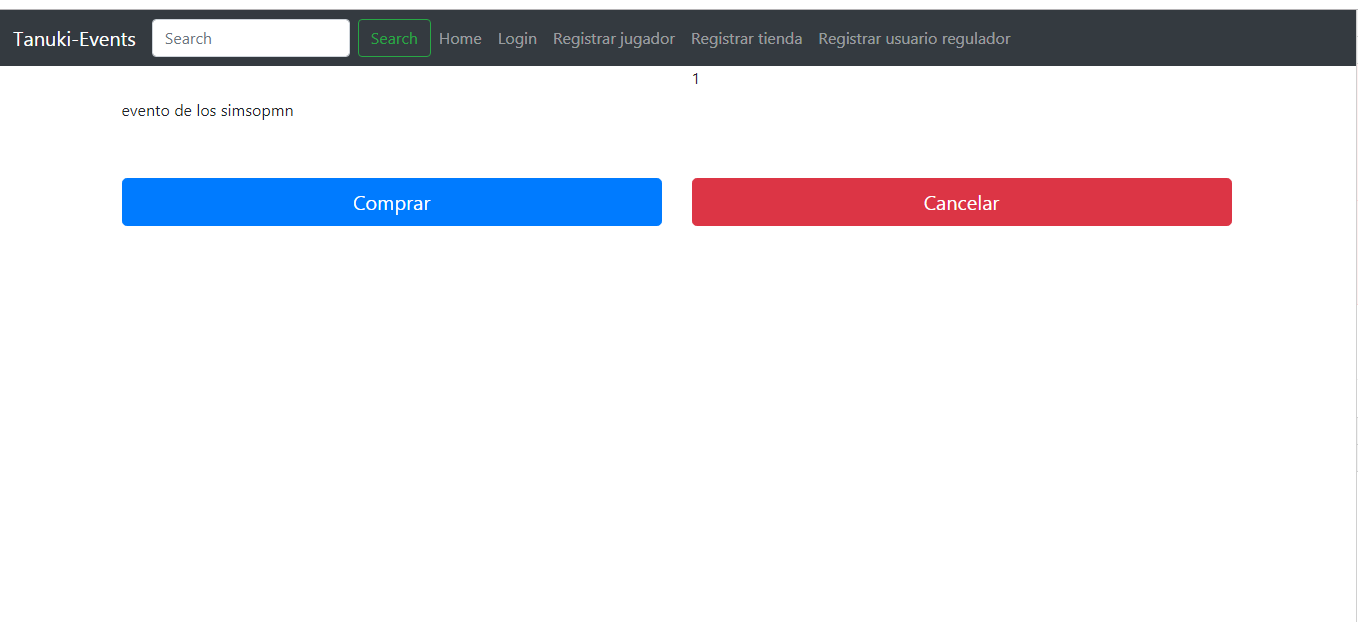 Tanuki-Events Search Search Home Login Registrar jugador Registrar tienda Registrar usuario regulador
1
evento de los simsopmn
Comprar Cancelar